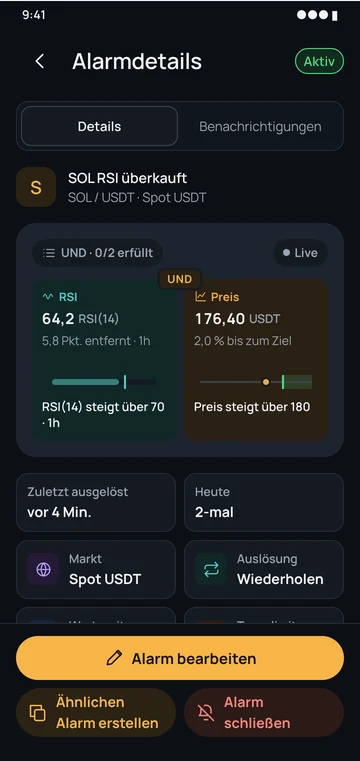 9:41
Alarmdetails
Aktiv
Details
Benachrichtigungen
S
SOL RSI überkauft
SOL / USDT · Spot USDT
UND · 0/2 erfüllt
Live
UND
RSI
64,2 RSI(14)
5,8 Pkt. entfernt · 1h
RSI(14) steigt über 70
· 1h
Preis
176,40 USDT
2,0 % bis zum Ziel
Preis steigt über 180
Zuletzt ausgelöst
vor 4 Min.
Heute
2-mal
Markt
Spot USDT
Auslösung
Wiederholen
Alarm bearbeiten
Ähnlichen
Alarm erstellen
Alarm
schließen